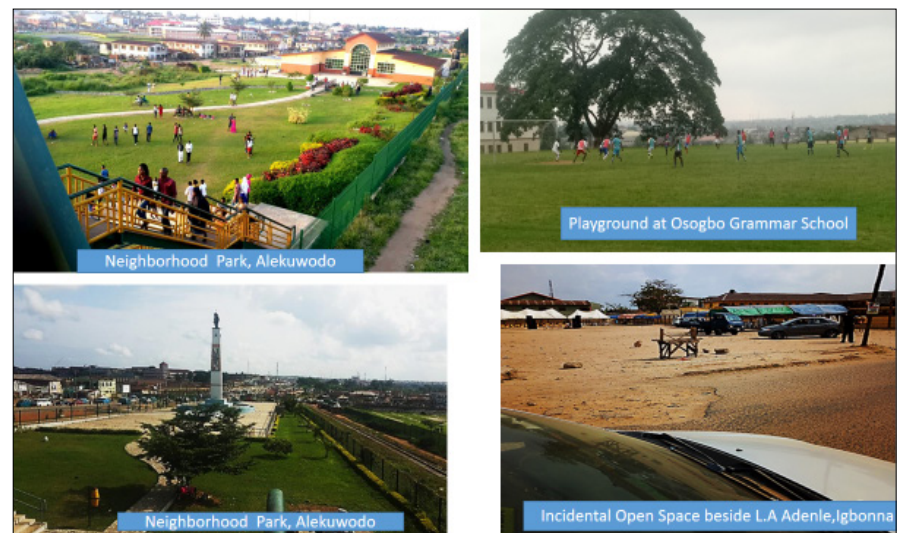 Neighborhood Park, Alekuwodo
Playground at Osogbo Grammar School
Neighborhood Park, Alekuwodo
Incidental Open Space beside L.A Adenle,Igbonna